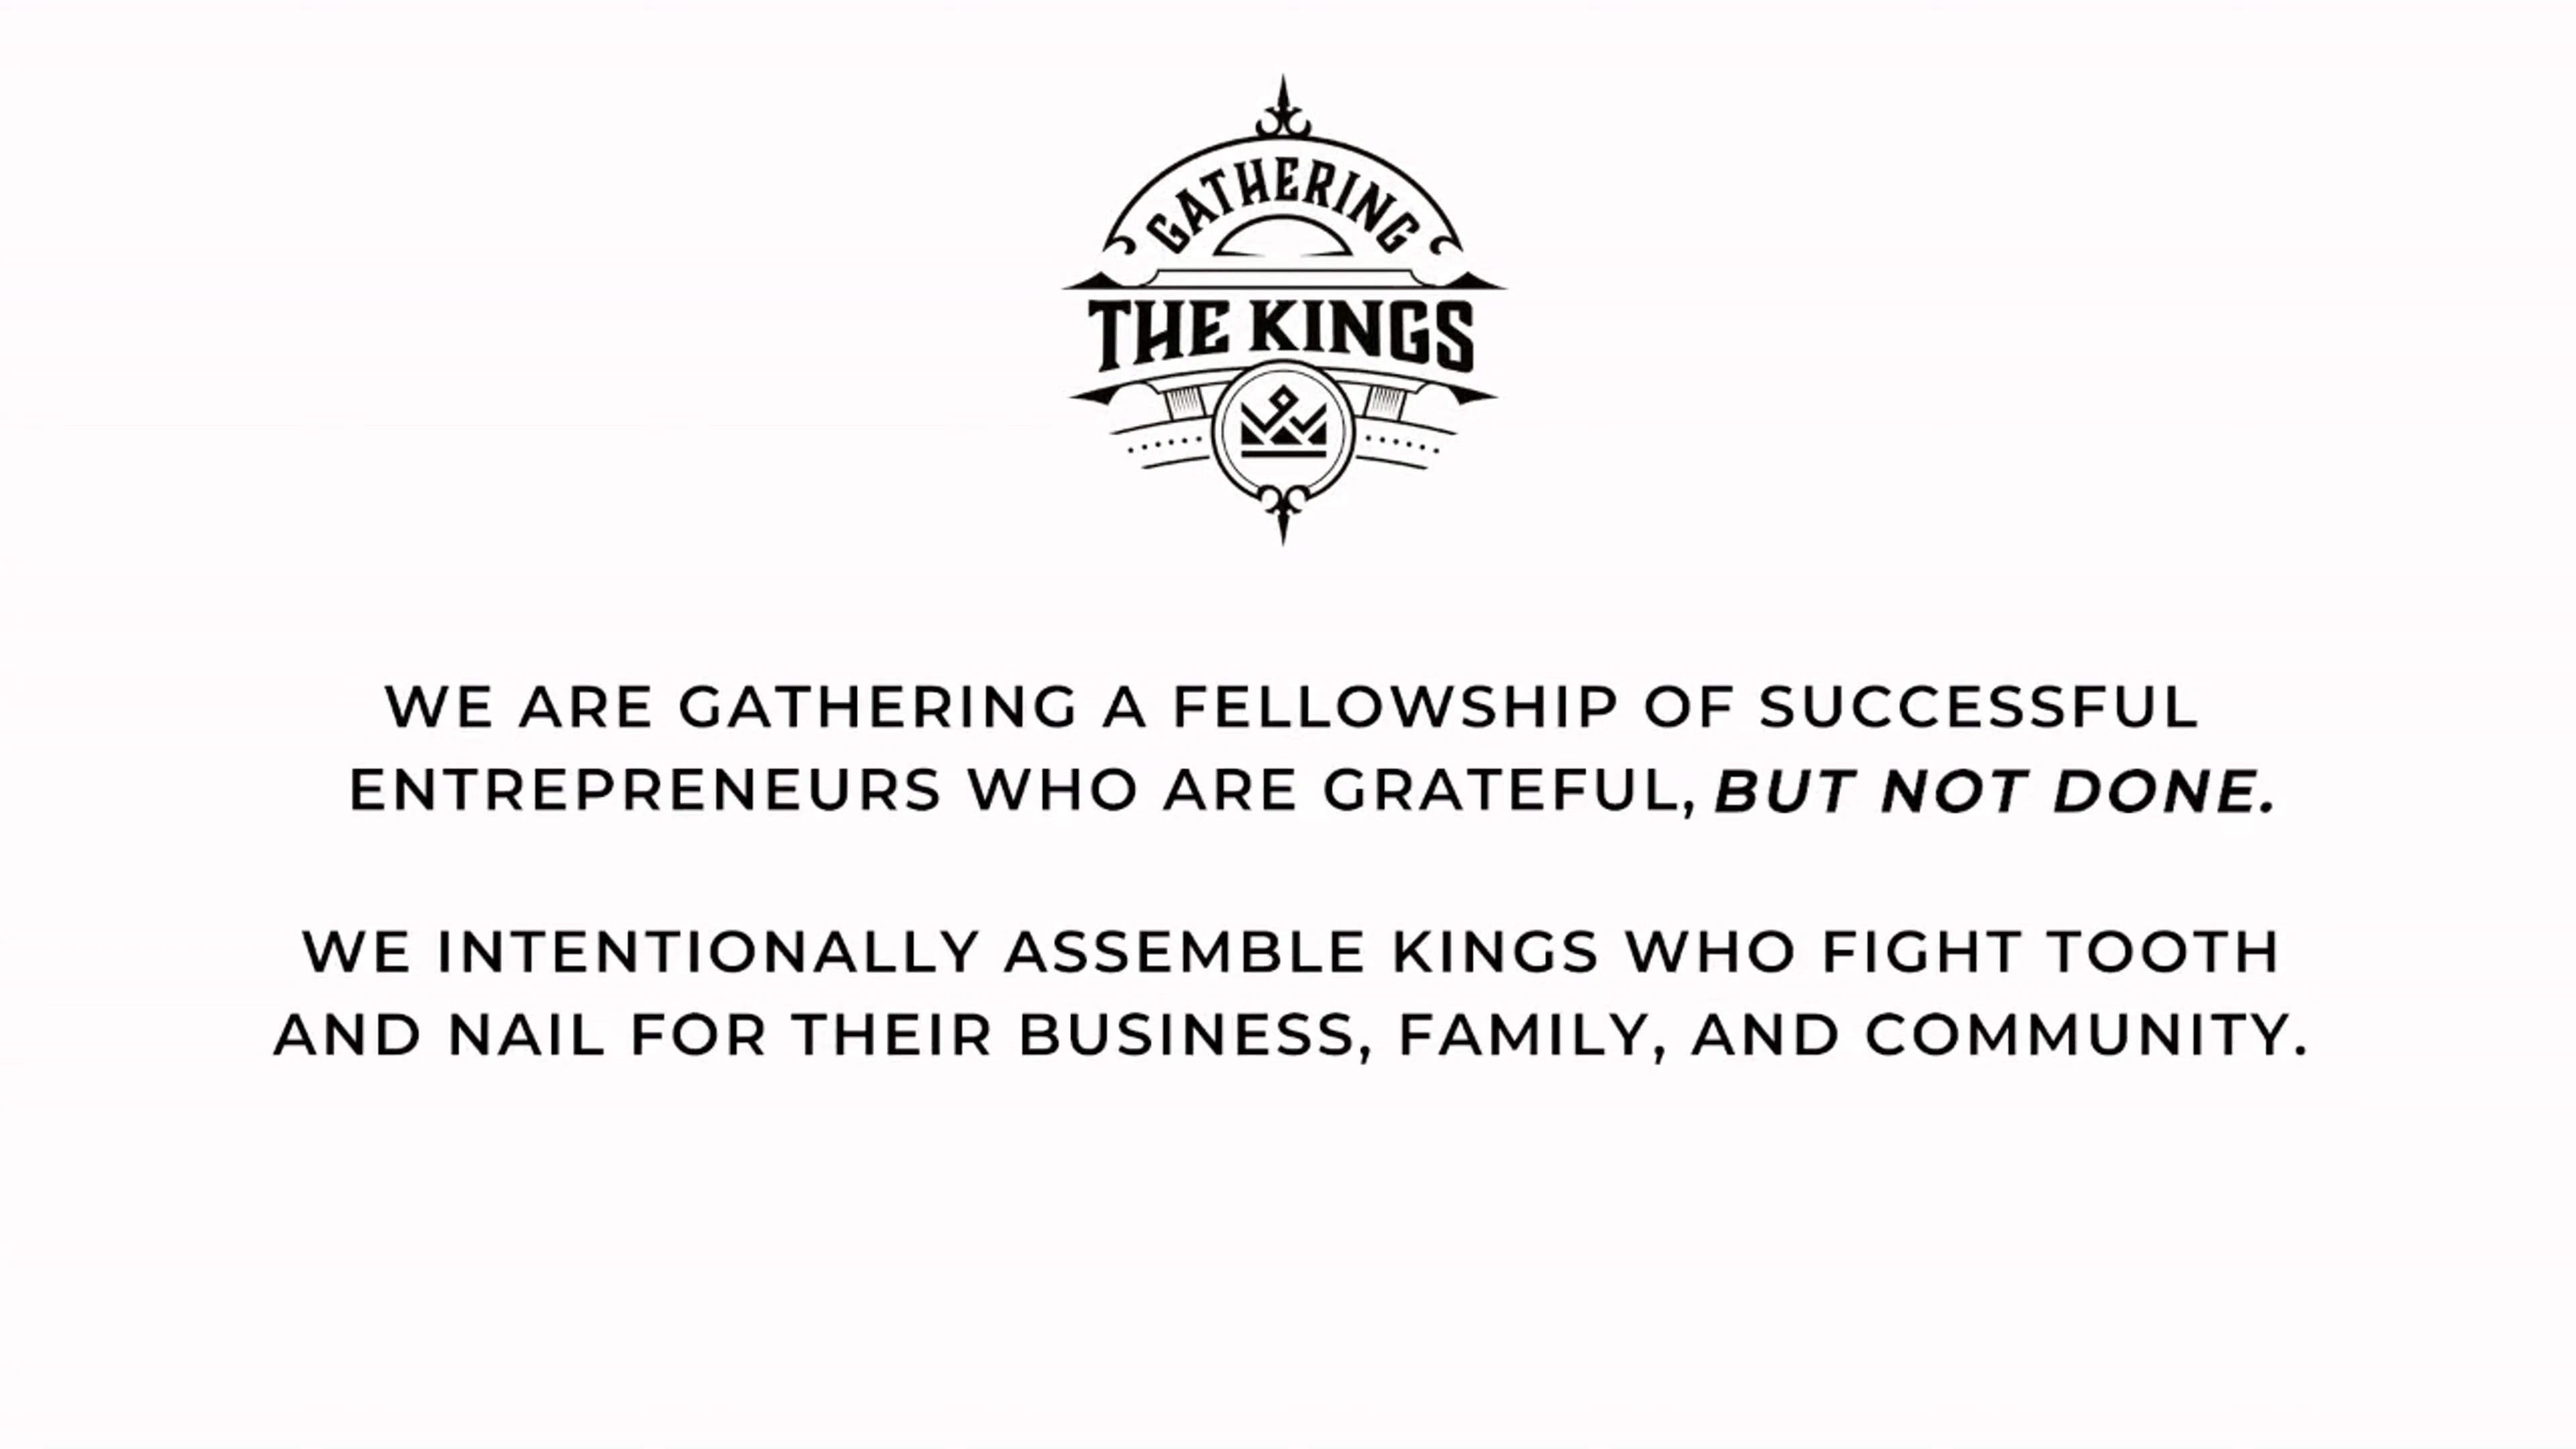 GATHERING
THE KINGS
WE ARE GATHERING A FELLOWSHIP OF SUCCESSFUL
ENTREPRENEURS WHO ARE GRATEFUL, BUT NOT DONE.
WE INTENTIONALLY ASSEMBLE KINGS WHO FIGHT TOOTH
AND NAIL FOR THEIR BUSINESS, FAMILY, AND COMMUNITY.